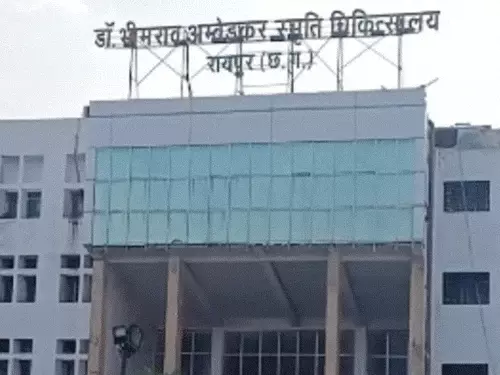 डॉ. भीमराव अम्बेडकर स्मृति चिकित्सालय
रायपुर (छ.ग.)